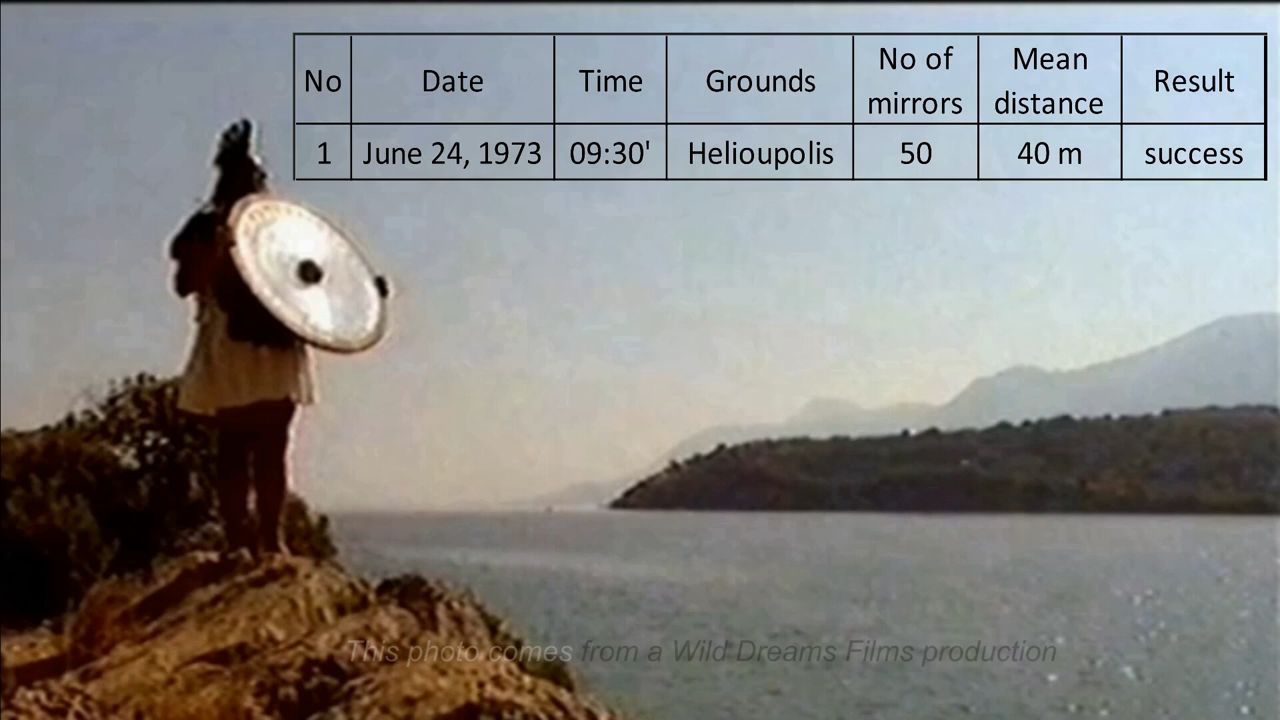 No Date Time Grounds No of mirrors Mean distance Result
1 June 24, 1973 09:30' Helioupolis 50 40 m success
This photo comes from a Wild Dreams Films production